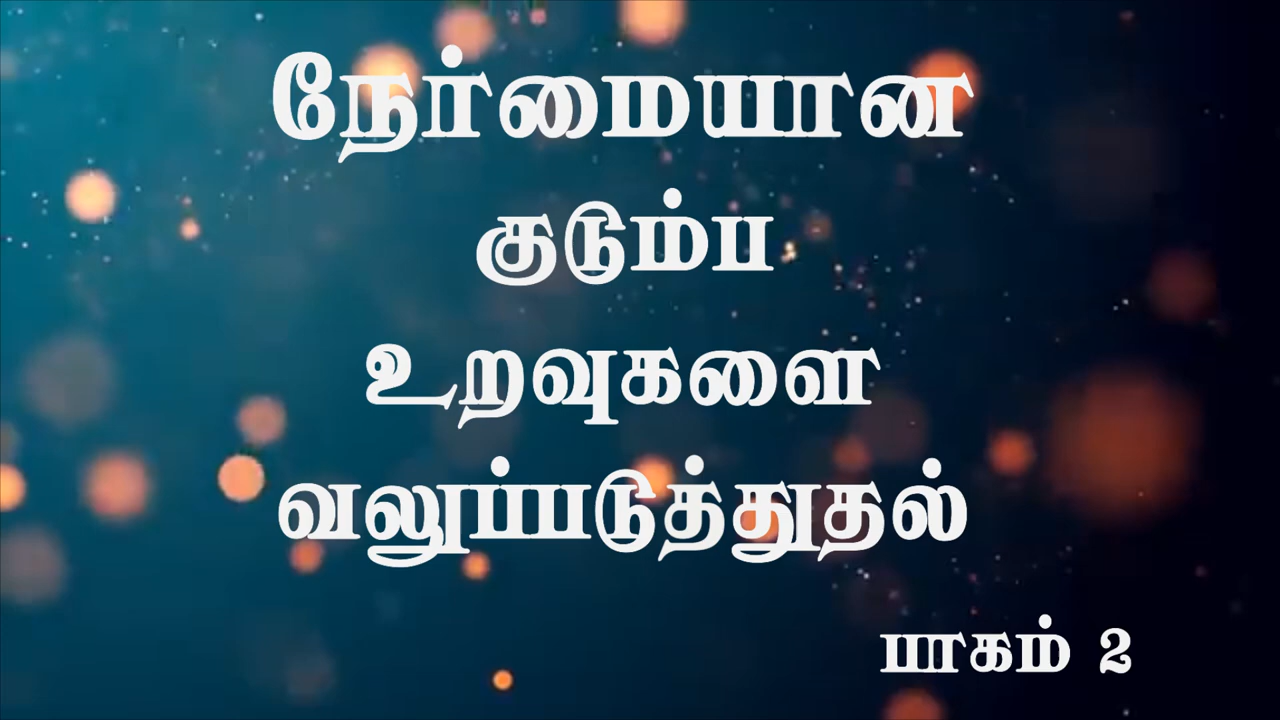 நேர்மையான
குடும்ப
உறவுகளை
வலுப்படுத்துதல்
பாகம் 2